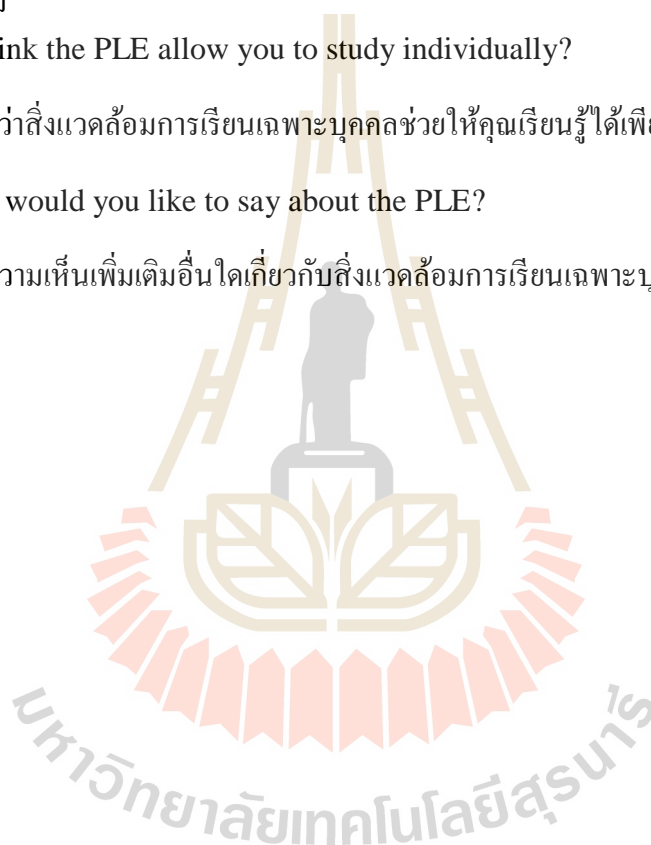 ink the PLE allow you to study individually?
ว่าสิ่งแวดล้อมการเรียนเฉพาะบุคคลช่วยให้คุณเรียนรู้ได้เพีย
would you like to say about the PLE?
วามเห็นเพิ่มเติมอื่นใดเกี่ยวกับสิ่งแวดล้อมการเรียนเฉพาะบุ
มหาวิทยาลัยเทคโนโลยีสุรนารี